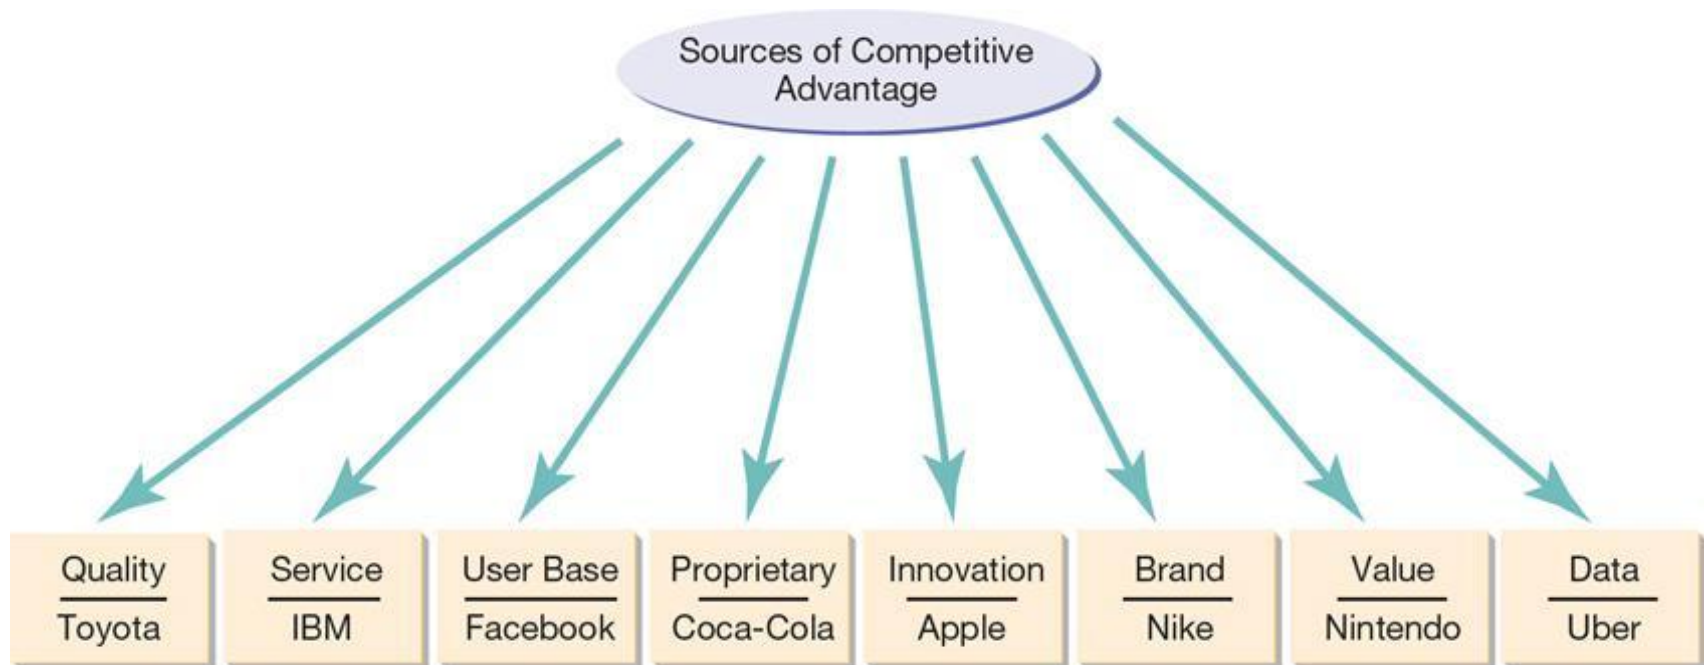 Sources of Competitive
Advantage
Quality
Toyota
Service
IBM
User Base
Facebook
Proprietary
Coca-Cola
Innovation
Apple
Brand
Nike
Value
Nintendo
Data
Uber